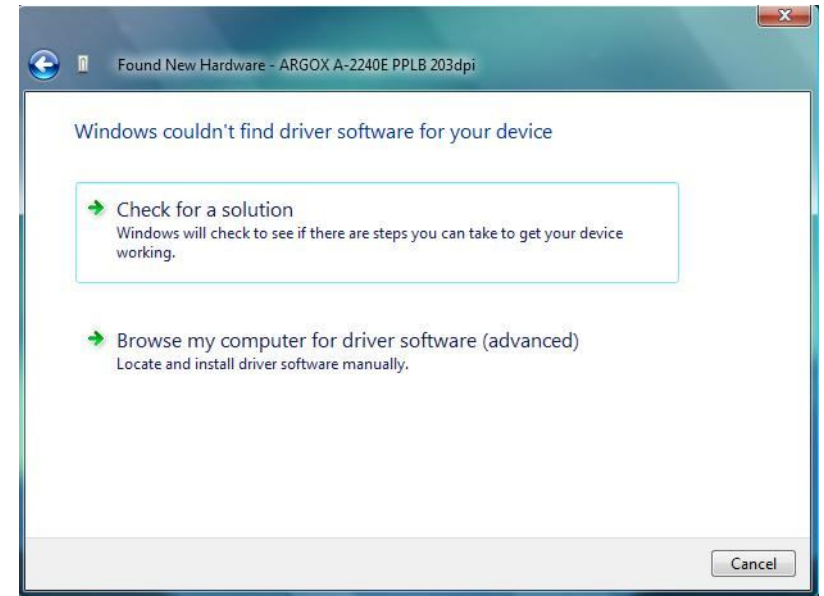 Found New Hardware - ARGOX A-2240E PPLB 203dpi
Windows couldn't find driver software for your device
Check for a solution
Windows will check to see if there are steps you can take to get your device
working.
Browse my computer for driver software (advanced)
Locate and install driver software manually.
Cancel